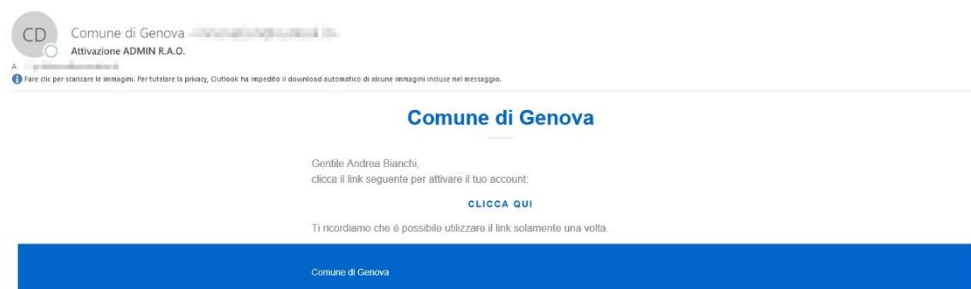 CD
Comune di Genova
Attivazione ADMIN R.A.O.
A
Fare clic per scaricare le immagini. Per tutelare la privacy, Outlook ha impedito il download automatico di alcune immagini incluse nel messaggio.
Comune di Genova
Gentile Andrea Bianchi,
clicca il link seguente per attivare il tuo account:
CLICCA QUI
Ti ricordiamo che é possibile utilizzare il link solamente una volta.
Comune di Genova